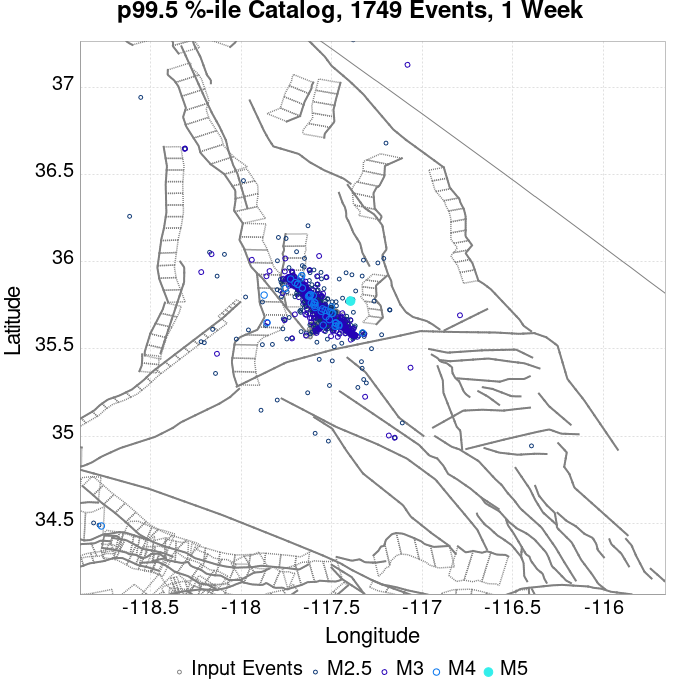 p99.5 %-ile Catalog, 1749 Events, 1 Week
37
36.5
36
35.5
35
34.5
Latitude
-118.5 -118 -117.5 -117 -116.5 -116
Longitude
Input Events M2.5 M3 M4 M5